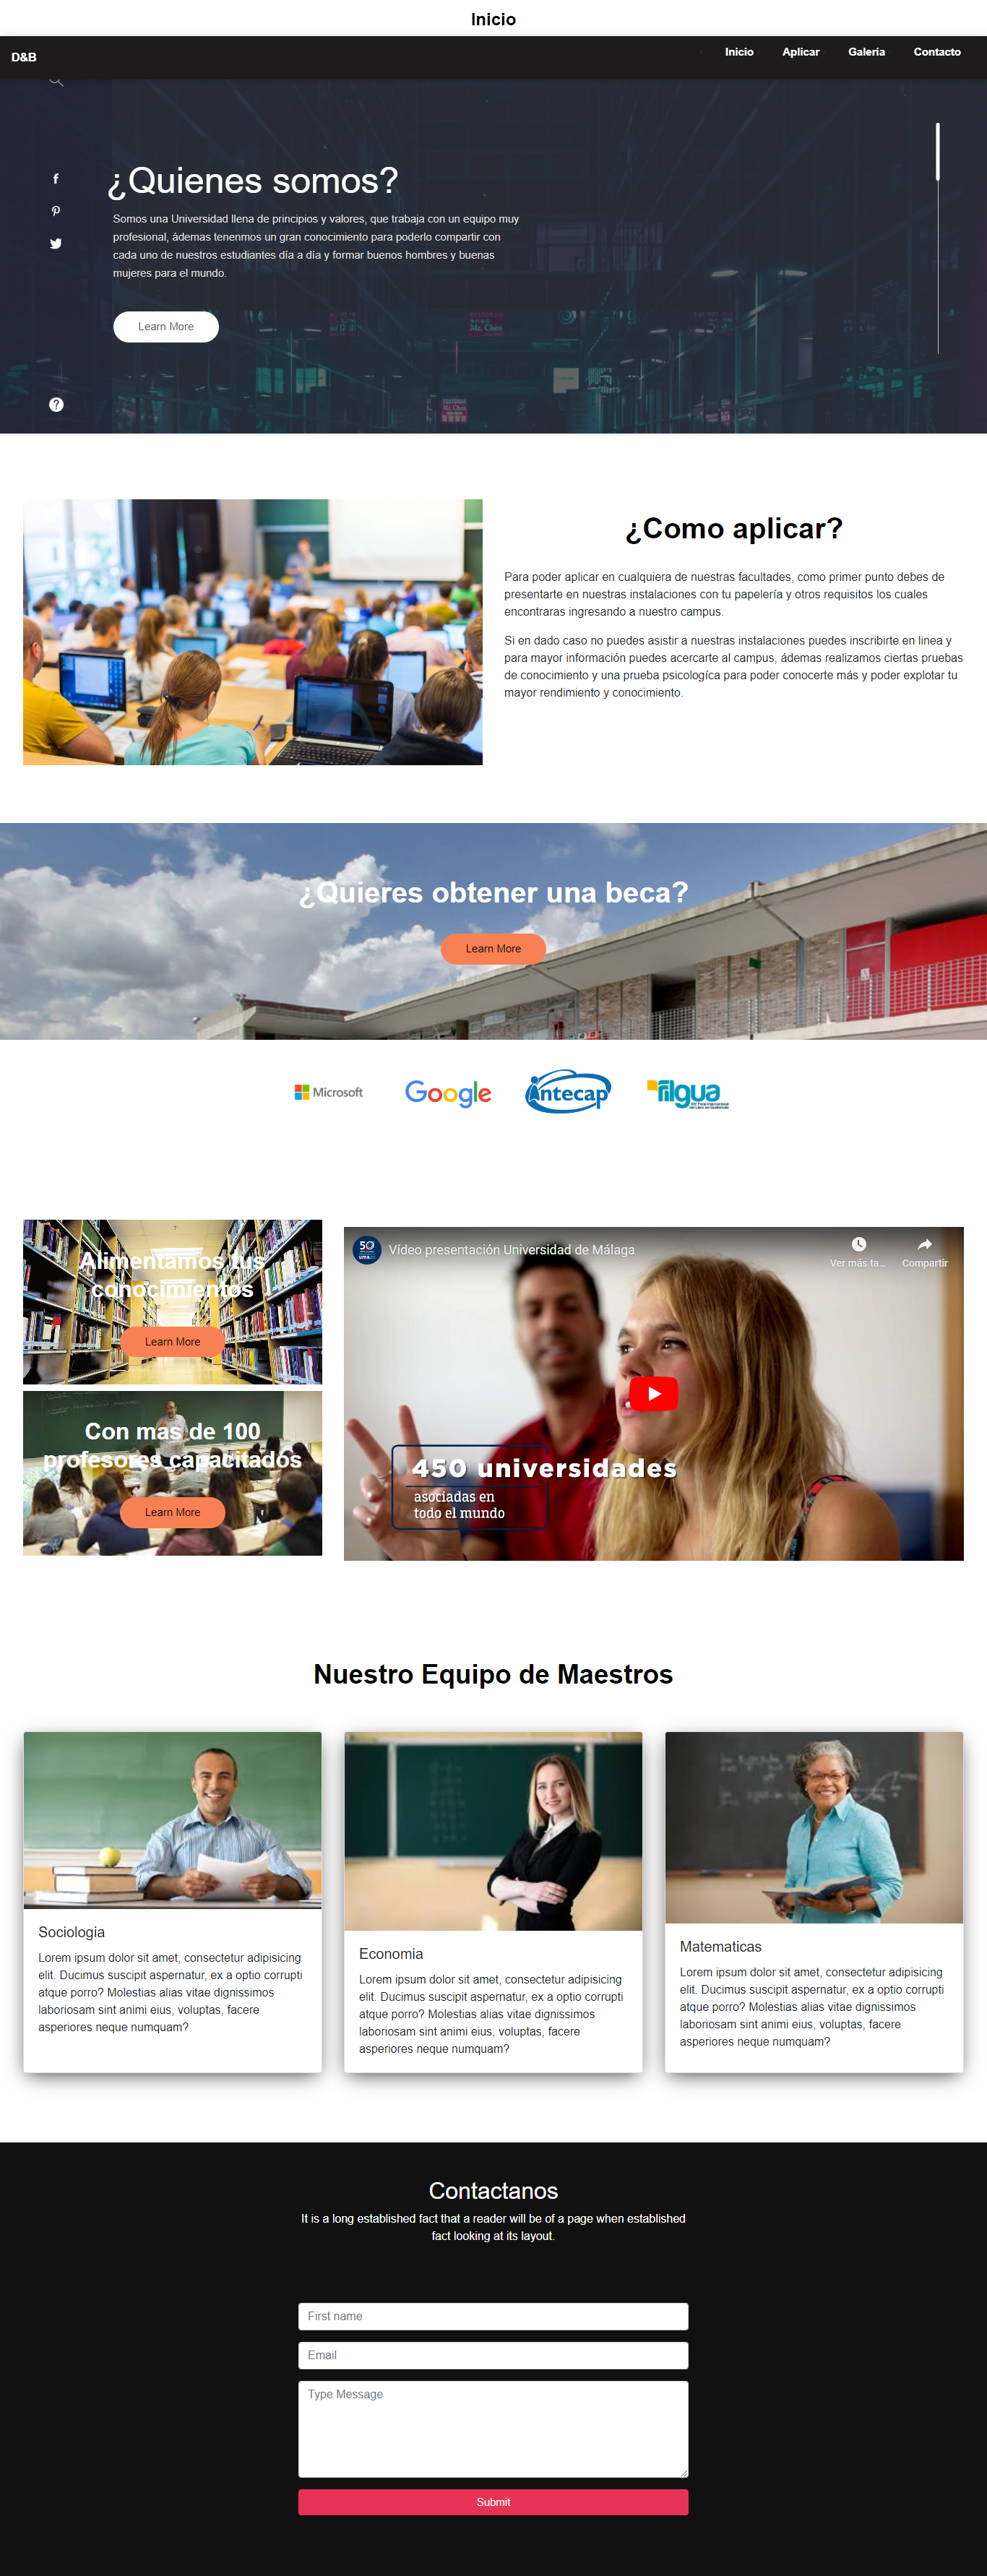 Inicio
D&B
Inicio
Aplicar
Galeria
Contacto
¿Quienes somos?
Somos una Universidad llena de principios y valores, que trabaja con un equipo muy
profesional, ádemas tenenmos un gran conocimiento para poderlo compartir con
cada uno de nuestros estudiantes día a día y formar buenos hombres y buenas
mujeres para el mundo.
Learn More
Mr. Chen
Mr. Chen
¿Como aplicar?
Para poder aplicar en cualquiera de nuestras facultades, como primer punto debes de
presentarte en nuestras instalaciones con tu papelería y otros requisitos los cuales
encontraras ingresando a nuestro campus.
Si en dado caso no puedes asistir a nuestras instalaciones puedes inscribirte en linea y
para mayor información puedes acercarte al campus, ádemas realizamos ciertas pruebas
de conocimiento y una prueba psicologíca para poder conocerte más y poder explotar tu
mayor rendimiento y conocimiento.
¿Quieres obtener una beca?
Learn More
Microsoft
Google
intecap
filgua
Alimentamos tus
conocimientos
Learn More
Con mas de 100
profesores capacitados
Learn More
50
Vídeo presentación Universidad de Málaga
Ver más ta...
Compartir
450 universidades
asociadas en
todo el mundo
Nuestro Equipo de Maestros
Sociologia
Lorem ipsum dolor sit amet, consectetur adipisicing
elit. Ducimus suscipit aspernatur, ex a optio corrupti
atque porro? Molestias alias vitae dignissimos
laboriosam sint animi eius, voluptas, facere
asperiores neque numquam?
Economia
Lorem ipsum dolor sit amet, consectetur adipisicing
elit. Ducimus suscipit aspernatur, ex a optio corrupti
atque porro? Molestias alias vitae dignissimos
laboriosam sint animi eius, voluptas, facere
asperiores neque numquam?
Matematicas
Lorem ipsum dolor sit amet, consectetur adipisicing
elit. Ducimus suscipit aspernatur, ex a optio corrupti
atque porro? Molestias alias vitae dignissimos
laboriosam sint animi eius, voluptas, facere
asperiores neque numquam?
Contactanos
It is a long established fact that a reader will be of a page when established
fact looking at its layout.
First name
Email
Type Message
Submit